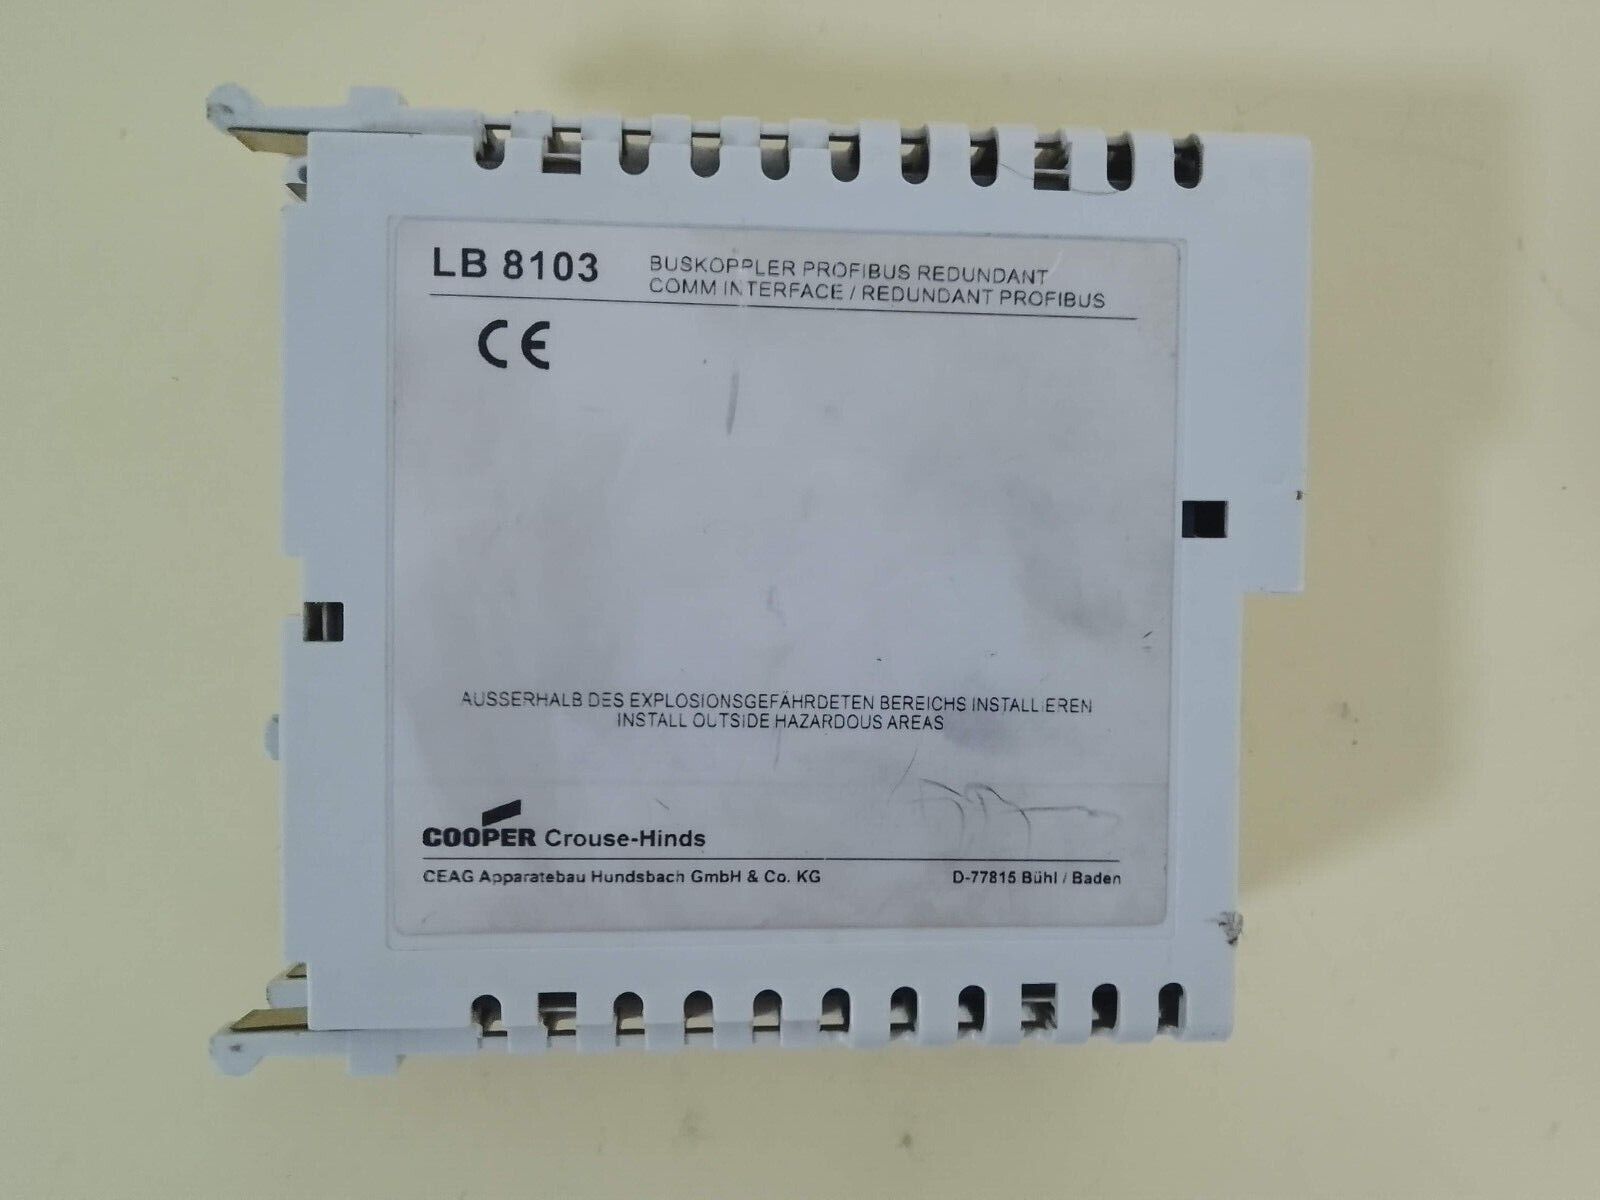 LB 8103
BUSKOPPLER PROFIBUS REDUNDANT
COMM INTERFACE / REDUNDANT PROFIBUS
CE
AUSSERHALB DES EXPLOSIONSGEFÄHRDETEN BEREICHS INSTALLIEREN
INSTALL OUTSIDE HAZARDOUS AREAS
COOPER Crouse-Hinds
CEAG Apparatebau Hundsbach GmbH & Co. KG
D-77815 Bühl / Baden